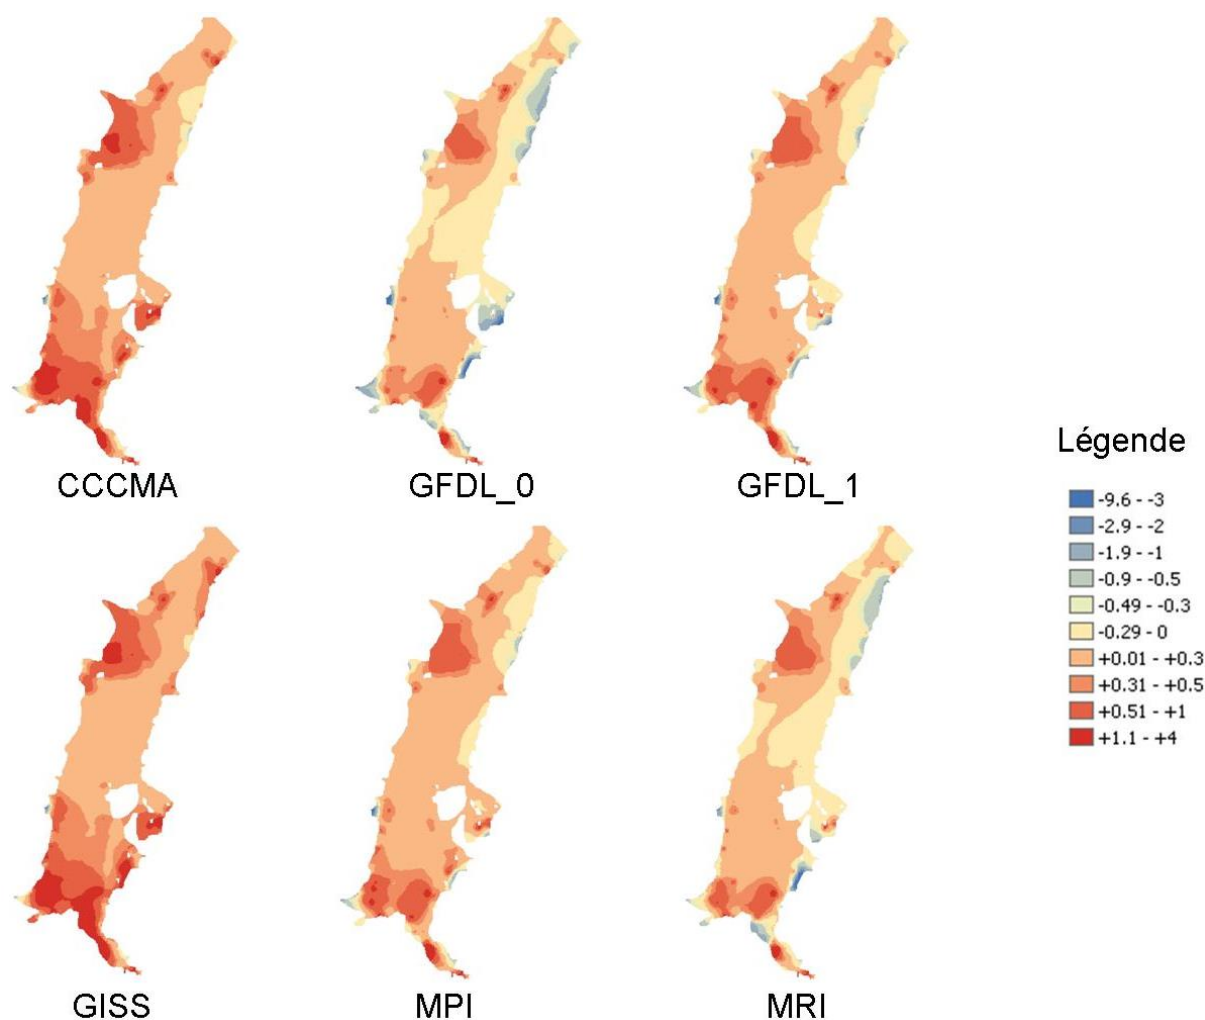 CCCMA
GFDL_0
GFDL_1
Légende
-9.6 - -3
-2.9 - -2
-1.9 - -1
-0.9 - -0.5
-0.49 - -0.3
-0.29 - 0
+0.01 - +0.3
+0.31 - +0.5
+0.51 - +1
+1.1 - +4
GISS
MPI
MRI